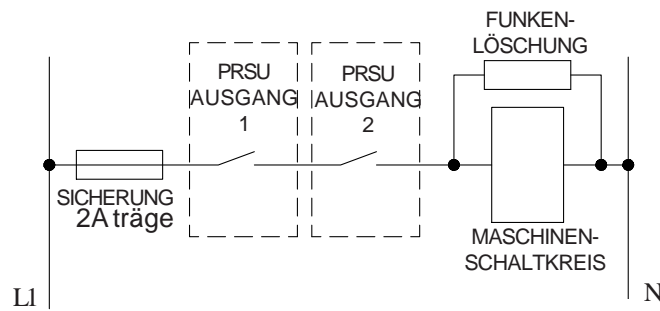 FUNKEN-
LÖSCHUNG
PRSU
AUSGANG
1
PRSU
AUSGANG
2
SICHERUNG
2A träge
MASCHINEN-
SCHALTKREIS
L1
N